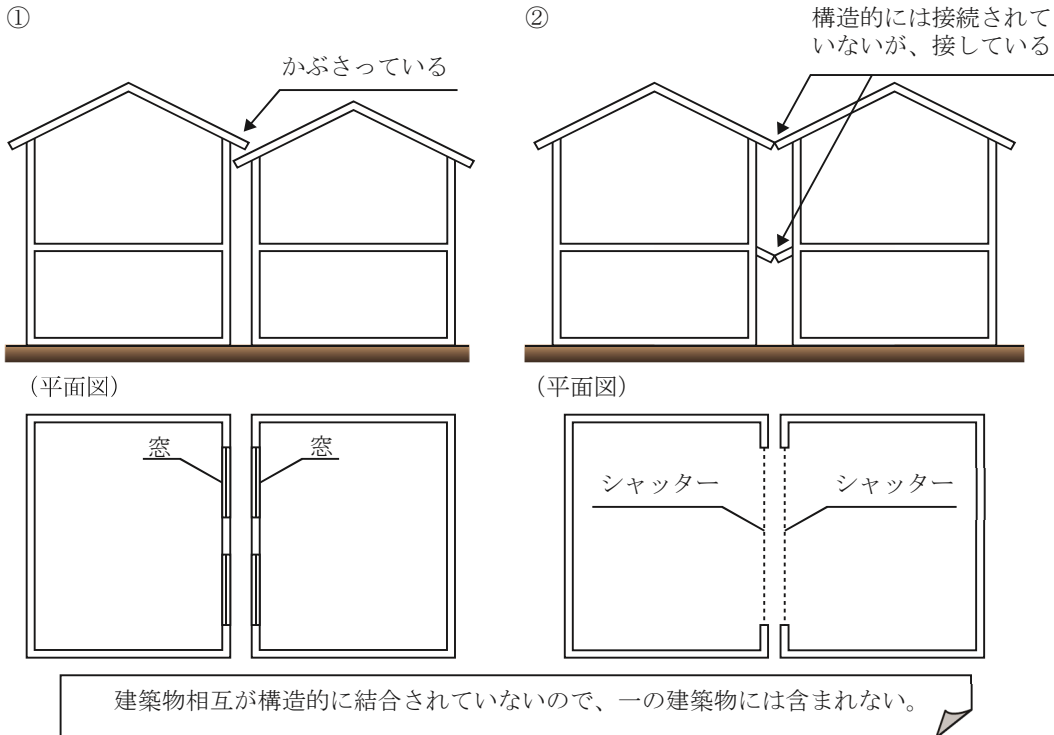 ①
かぶさっている
(平面図)
窓
窓
②
構造的には接続されて
いないが、接している
(平面図)
シャッター
シャッター
建築物相互が構造的に結合されていないので、一の建築物には含まれない。